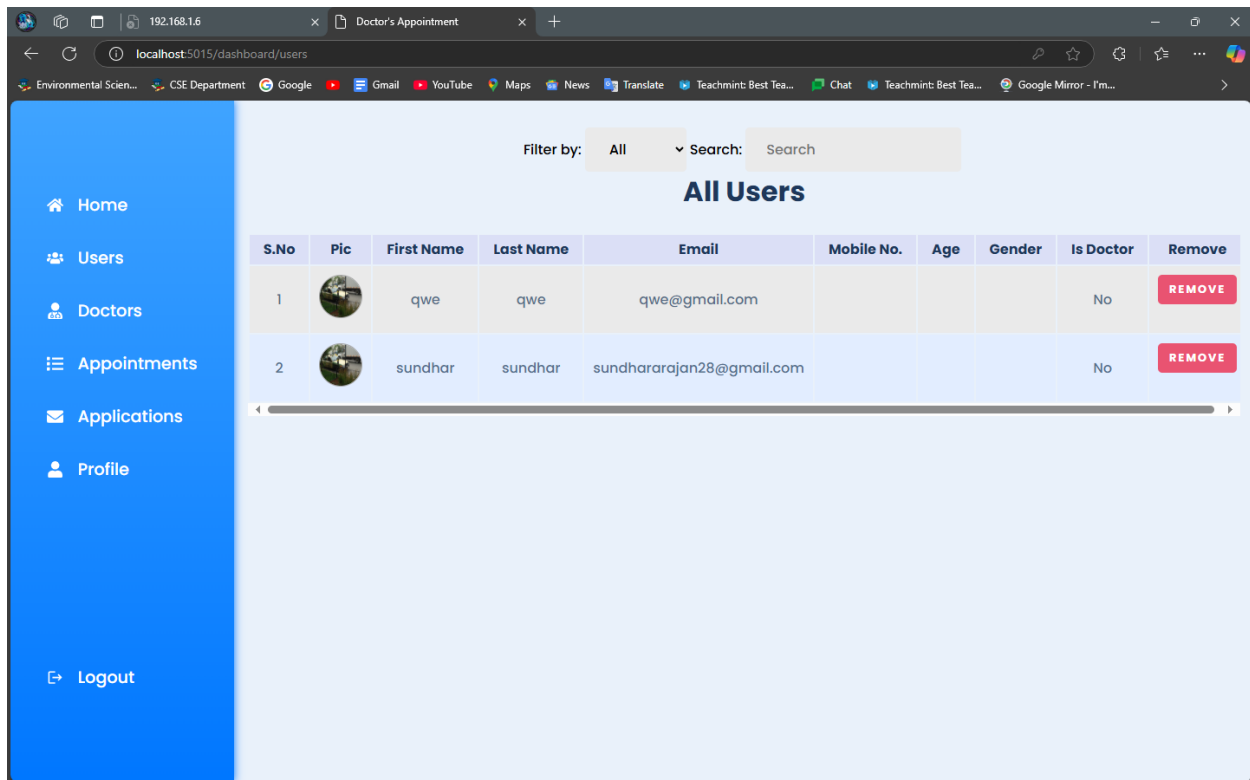 192.168.1.6
Doctor's Appointment
localhost:5015/dashboard/users
Environmental Scien... CSE Department Google Gmail YouTube Maps News Translate Teachmint: Best Tea... Chat Teachmint: Best Tea... Google Mirror - I'm...
Filter by: All Search: Search
All Users
Home
Users
Doctors
Appointments
Applications
Profile
Logout
S.No Pic First Name Last Name Email Mobile No. Age Gender Is Doctor Remove
1 qwe qwe qwe@gmail.com No REMOVE
2 sundhar sundhar sundhararajan28@gmail.com No REMOVE